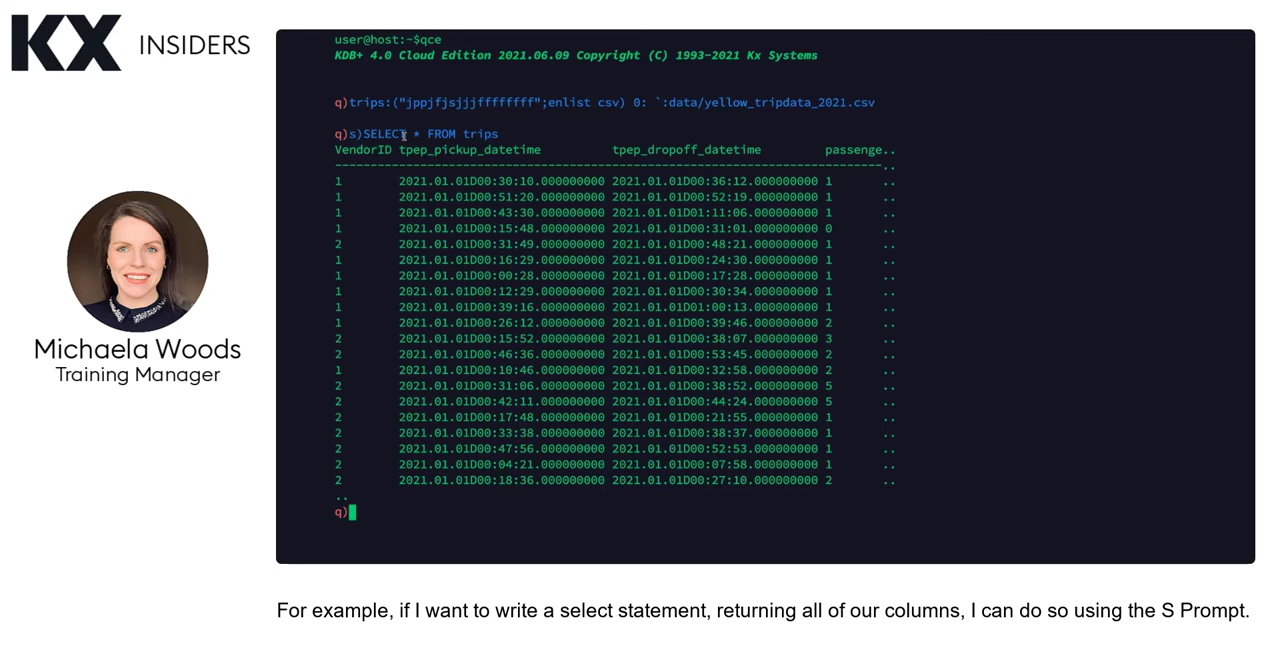 KX INSIDERS
user@host:~$qce
KDB+ 4.0 Cloud Edition 2021.06.09 Copyright (C) 1993-2021 Kx Systems
q)trips:("jppjfjsjjjffffffff";enlist csv) 0: `:data/yellow_tripdata_2021.csv
q)s)SELECT * FROM trips
VendorID tpep_pickup_datetime tpep_dropoff_datetime passenge..
-----------------------------------------------------------------------------..
1 2021.01.01D00:30:10.000000000 2021.01.01D00:36:12.000000000 1 ..
1 2021.01.01D00:51:20.000000000 2021.01.01D00:52:19.000000000 1 ..
1 2021.01.01D00:43:30.000000000 2021.01.01D01:11:06.000000000 1 ..
1 2021.01.01D00:15:48.000000000 2021.01.01D00:31:01.000000000 0 ..
2 2021.01.01D00:31:49.000000000 2021.01.01D00:48:21.000000000 1 ..
1 2021.01.01D00:16:29.000000000 2021.01.01D00:24:30.000000000 1 ..
1 2021.01.01D00:00:28.000000000 2021.01.01D00:17:28.000000000 1 ..
1 2021.01.01D00:12:29.000000000 2021.01.01D00:30:34.000000000 1 ..
1 2021.01.01D00:39:16.000000000 2021.01.01D01:00:13.000000000 1 ..
1 2021.01.01D00:26:12.000000000 2021.01.01D00:39:46.000000000 2 ..
2 2021.01.01D00:15:52.000000000 2021.01.01D00:38:07.000000000 3 ..
2 2021.01.01D00:46:36.000000000 2021.01.01D00:53:45.000000000 2 ..
1 2021.01.01D00:10:46.000000000 2021.01.01D00:32:58.000000000 2 ..
2 2021.01.01D00:31:06.000000000 2021.01.01D00:38:52.000000000 5 ..
2 2021.01.01D00:42:11.000000000 2021.01.01D00:44:24.000000000 5 ..
2 2021.01.01D00:17:48.000000000 2021.01.01D00:21:55.000000000 1 ..
2 2021.01.01D00:33:38.000000000 2021.01.01D00:38:37.000000000 1 ..
2 2021.01.01D00:47:56.000000000 2021.01.01D00:52:53.000000000 1 ..
2 2021.01.01D00:04:21.000000000 2021.01.01D00:07:58.000000000 1 ..
2 2021.01.01D00:18:36.000000000 2021.01.01D00:27:10.000000000 2 ..
..
q)
Michaela Woods
Training Manager
For example, if I want to write a select statement, returning all of our columns, I can do so using the S Prompt.